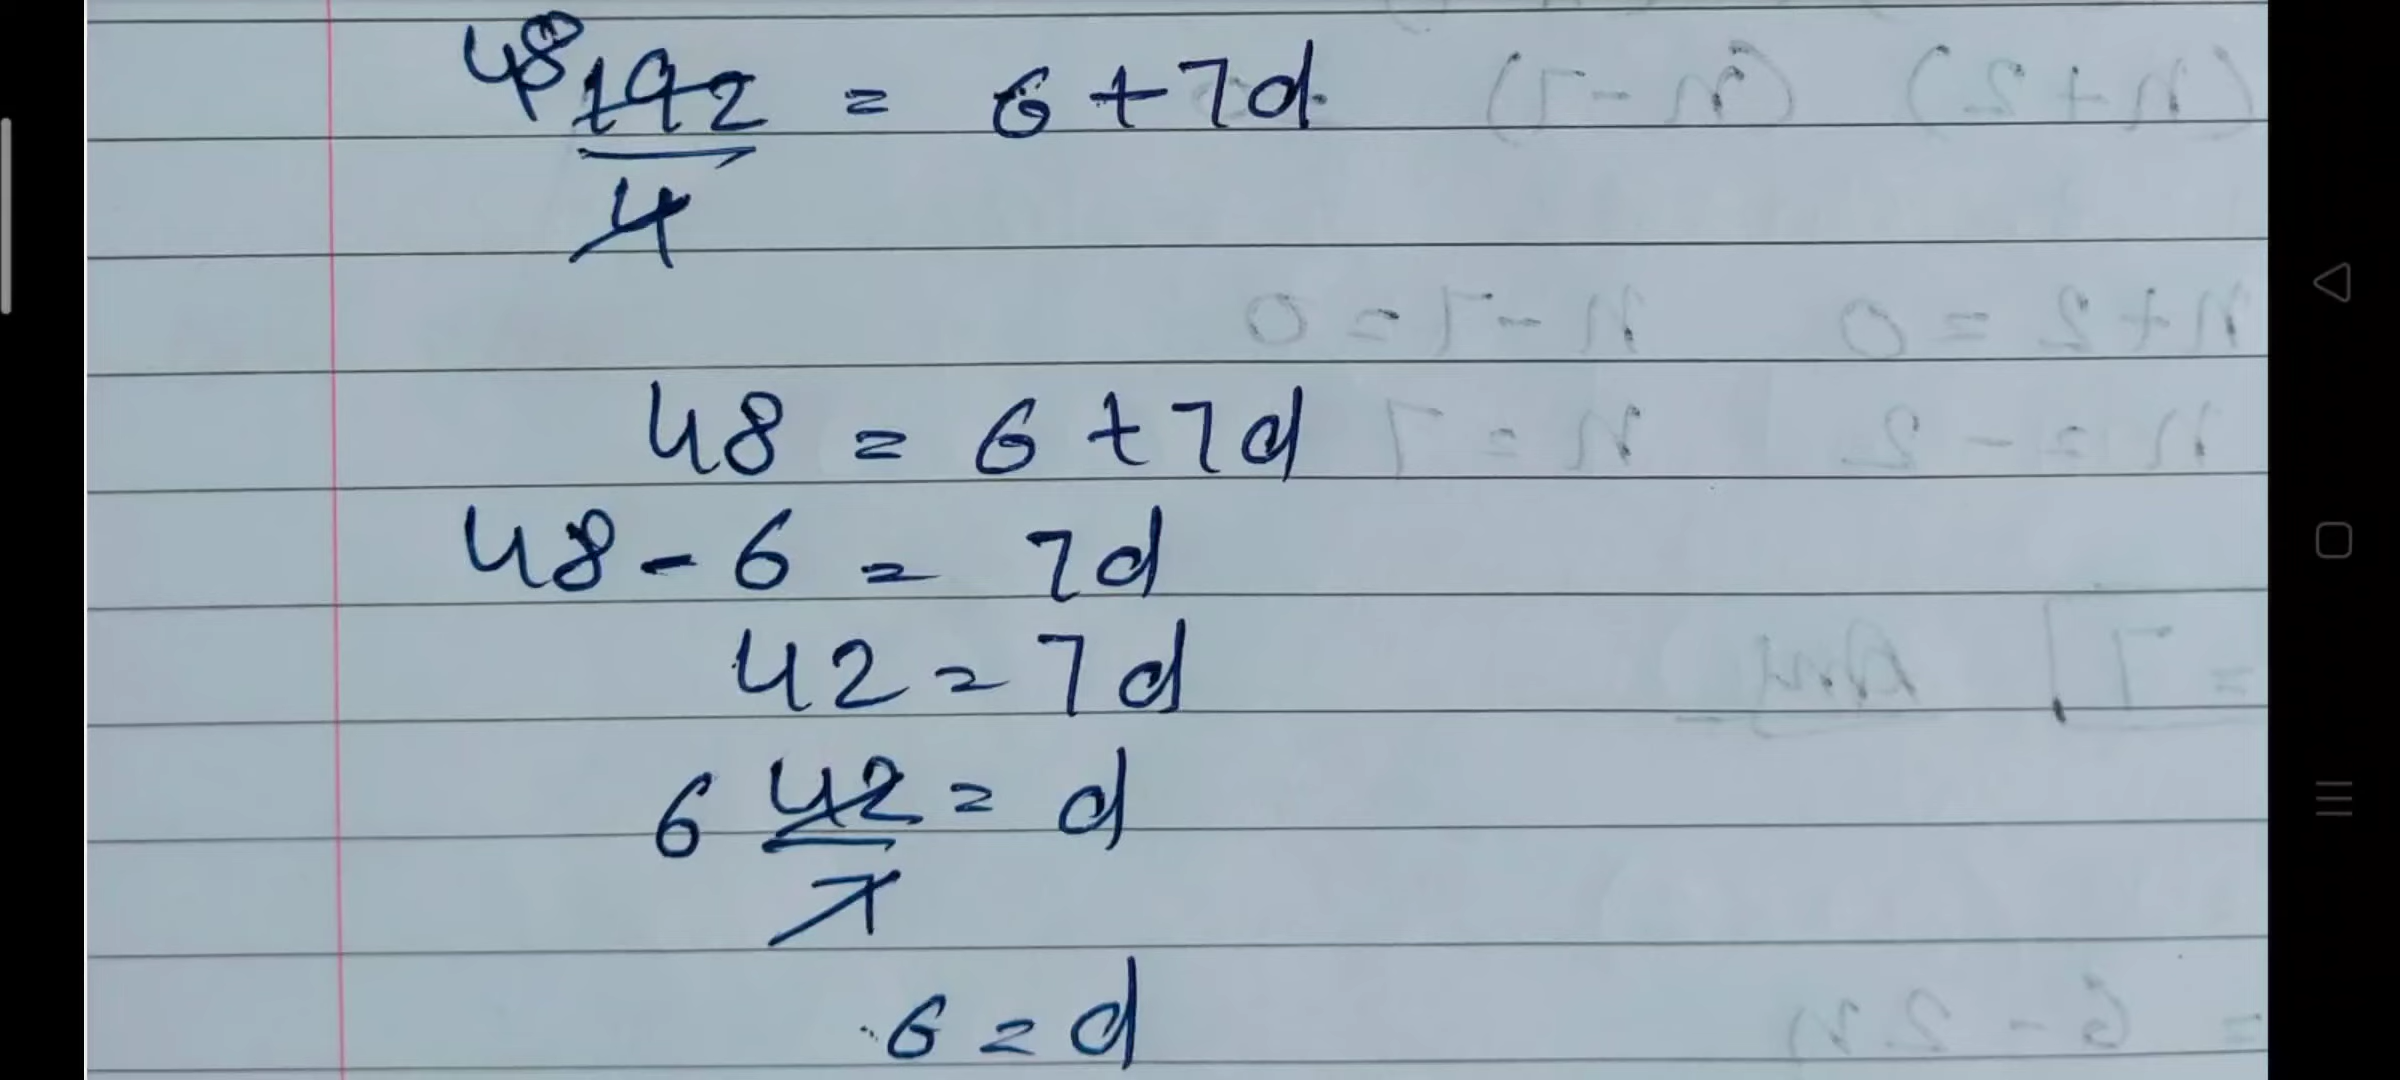 48 192/4 = 6 + 7d
48 = 6 + 7d
48 - 6 = 7d
42 = 7d
6 42/7 = d
6 = d